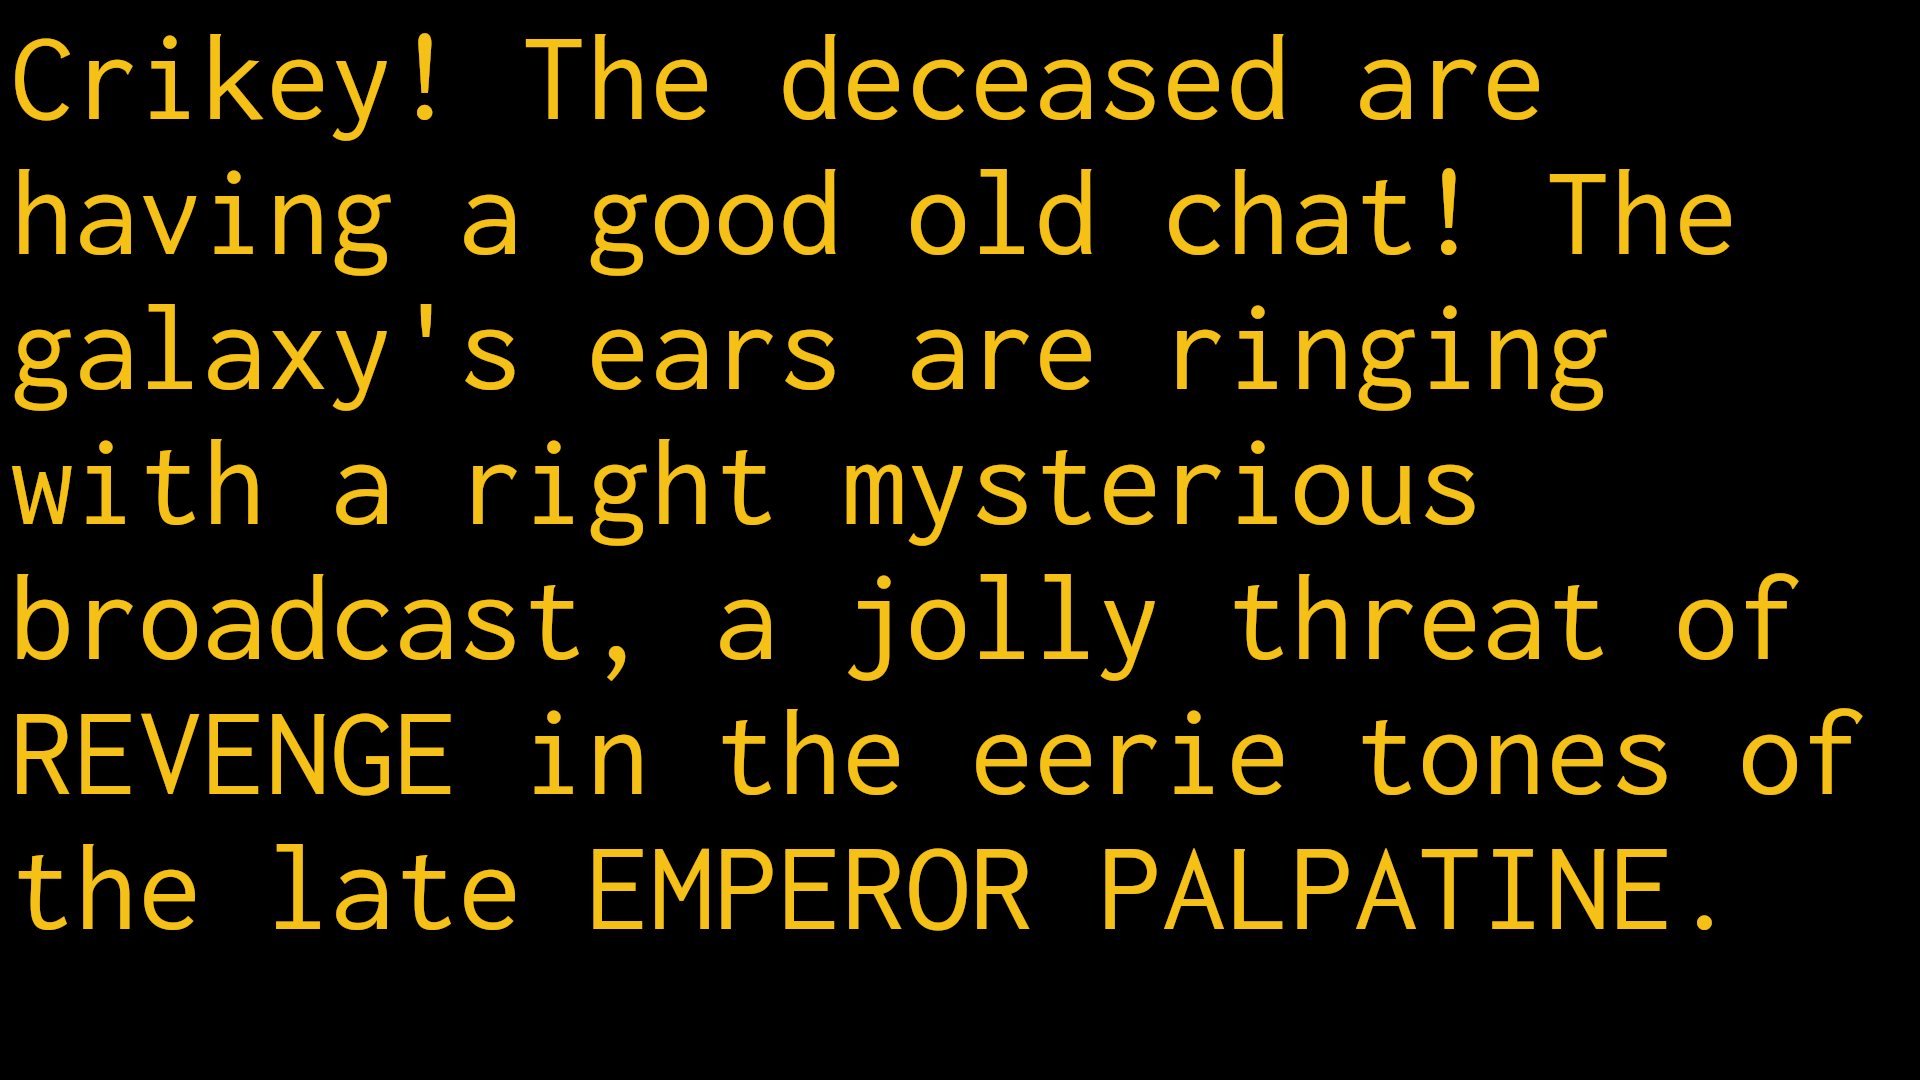 Crikey! The deceased are
having a good old chat! The
galaxy's ears are ringing
with a right mysterious
broadcast, a jolly threat of
REVENGE in the eerie tones of
the late EMPEROR PALPATINE.